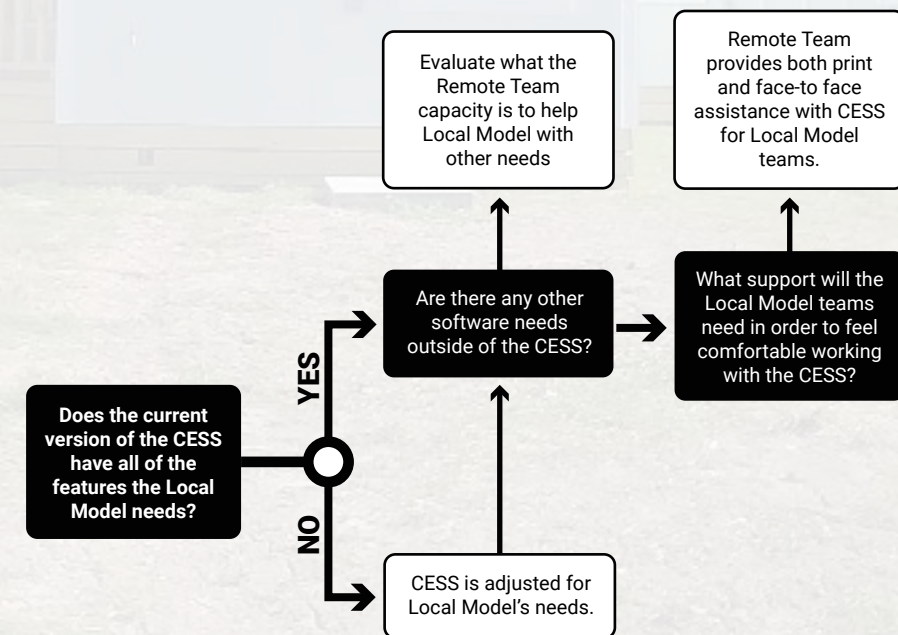 Does the current
version of the CESS
have all of the
features the Local
Model needs?
YES
NO
Evaluate what the
Remote Team
capacity is to help
Local Model with
other needs
Are there any other
software needs
outside of the CESS?
CESS is adjusted for
Local Model’s needs.
Remote Team
provides both print
and face-to face
assistance with CESS
for Local Model
teams.
What support will the
Local Model teams
need in order to feel
comfortable working
with the CESS?